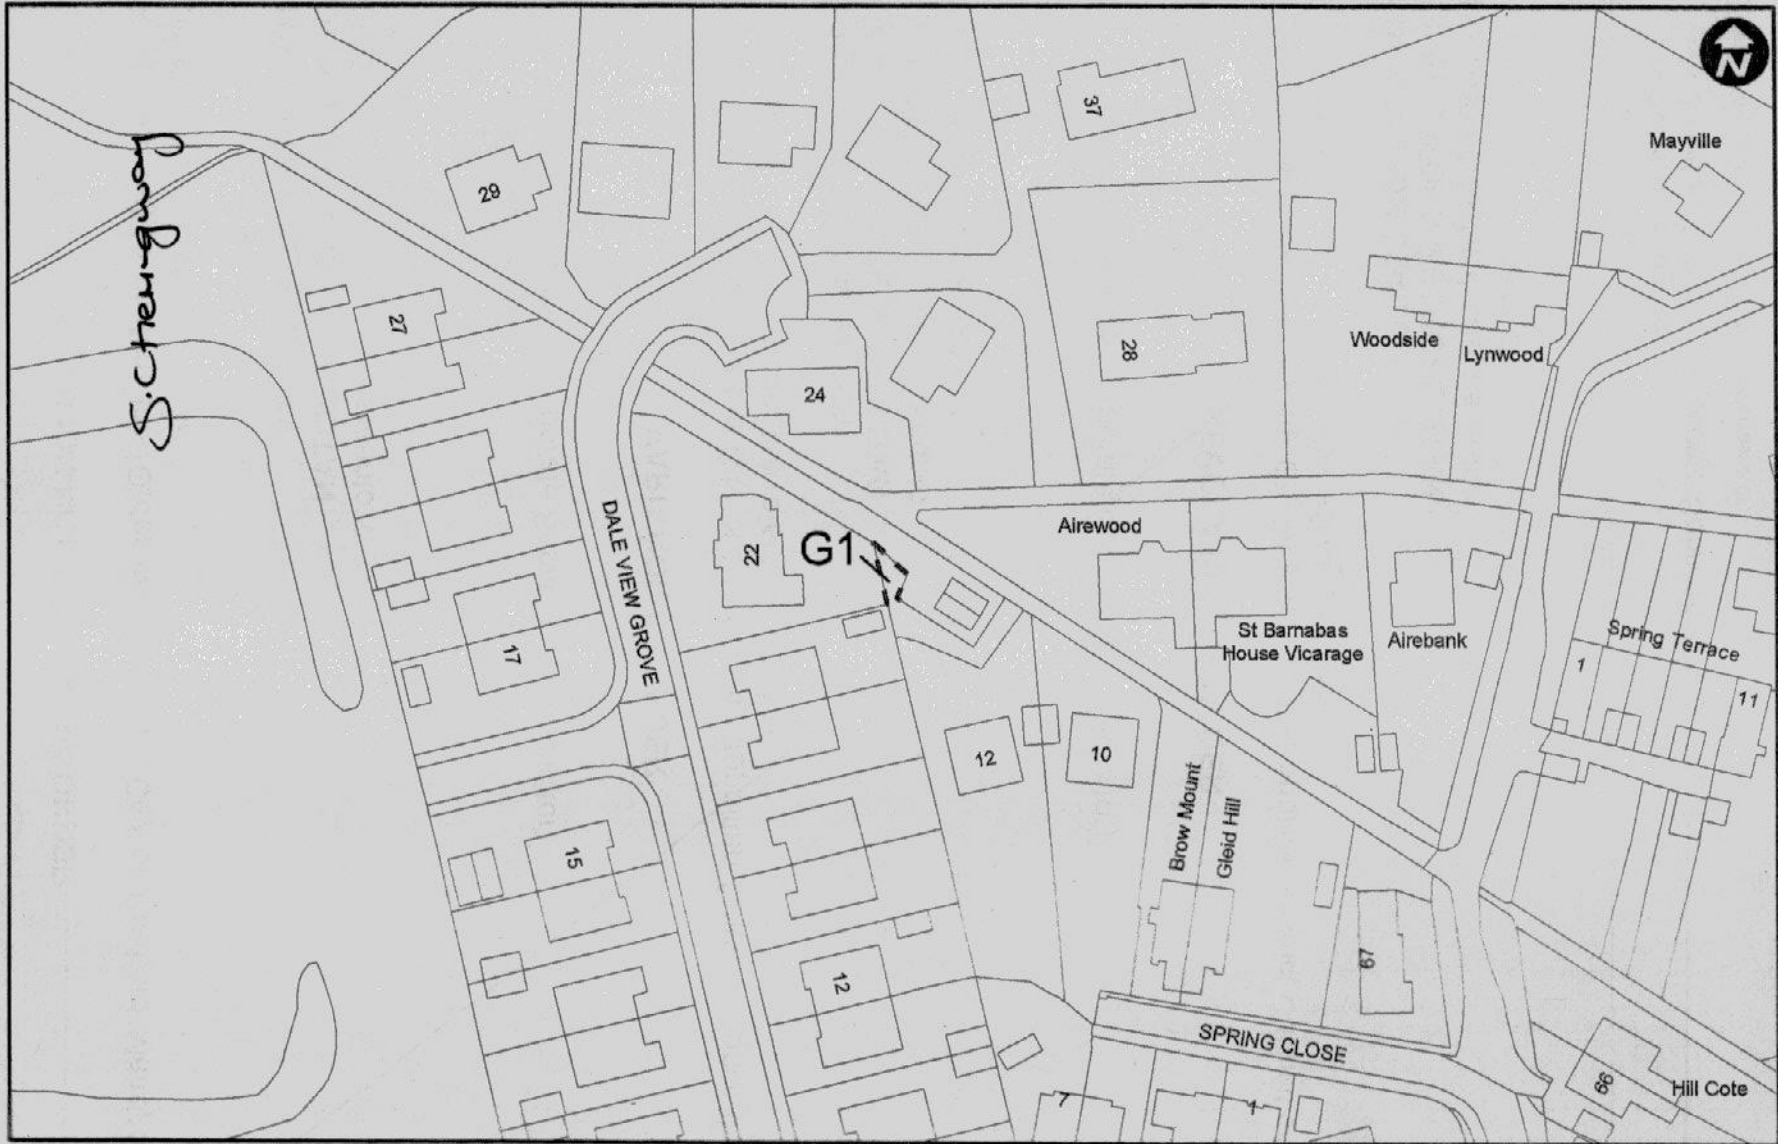 N
37
Mayville
29
27
28
Woodside
Lynwood
24
DALE VIEW GROVE
22
G1
Airewood
St Barnabas
House Vicarage
Airebank
Spring Terrace
1
11
17
12
10
Brow Mount
Gleid Hill
15
67
12
SPRING CLOSE
7
1
66
Hill Cote